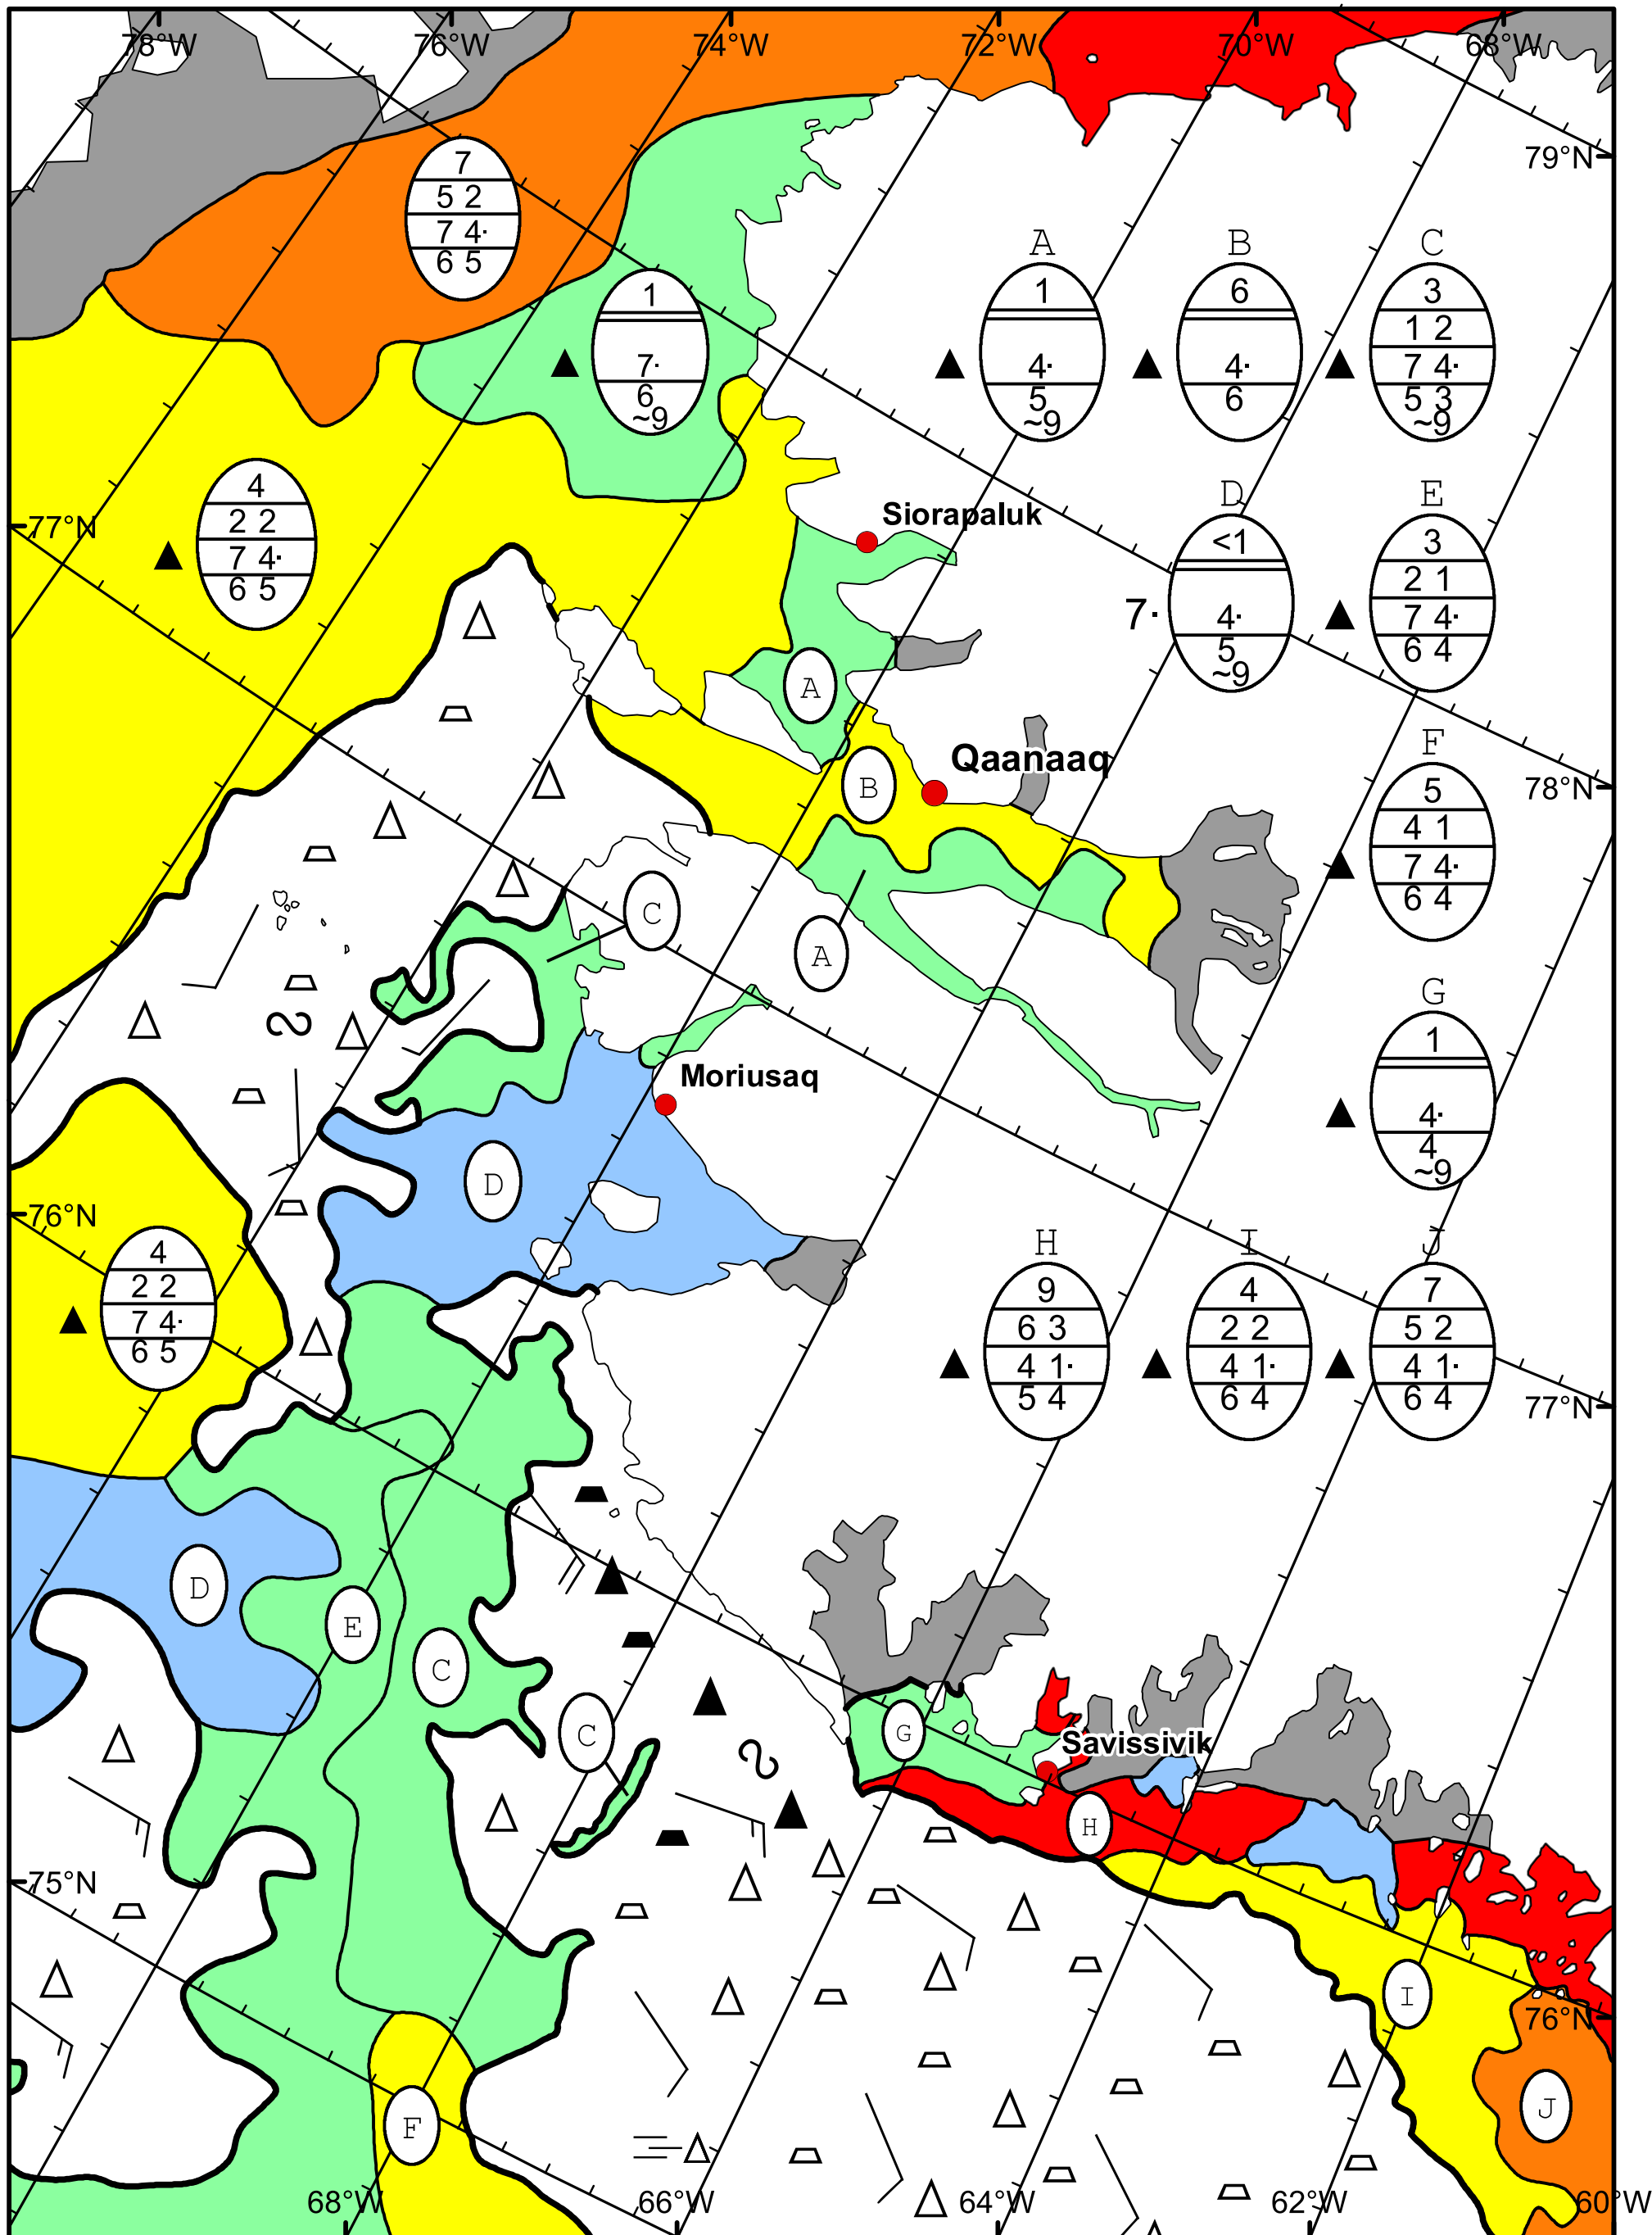 78°W 76°W 74°W 72°W 70°W 68°W
79°N
7
5 2
7 4·
6 5
1
7·
6
~9
A
1
4·
5
~9
B
6
4·
6
C
3
1 2
7 4·
5 3
~9
4
2 2
7 4·
6 5
77°N
Siorapaluk
D
<1
7· 4·
5
~9
E
3
2 1
7 4·
6 4
A
Qaanaaq
B
F
5
4 1
7 4·
6 4
78°N
C
A
G
1
4·
4
~9
Moriusaq
D
76°N
4
2 2
7 4·
6 5
H
9
6 3
4 1·
5 4
I
4
2 2
4 1·
6 4
J
7
5 2
4 1·
6 4
77°N
D
E
C
C
G
Savissivik
H
75°N
I
76°N
F
J
68°W 66°W 64°W 62°W 60°W